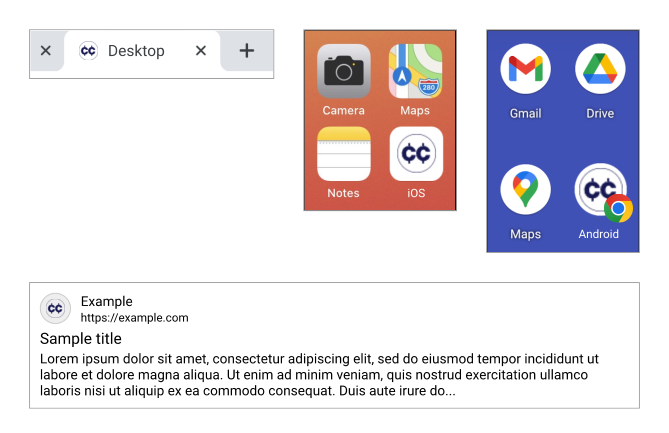 ¢¢ Desktop
Camera Maps
280
Notes iOS
¢¢
Gmail Drive
Maps Android
¢¢
¢¢ Example
https://example.com
Sample title
Lorem ipsum dolor sit amet, consectetur adipiscing elit, sed do eiusmod tempor incididunt ut
labore et dolore magna aliqua. Ut enim ad minim veniam, quis nostrud exercitation ullamco
laboris nisi ut aliquip ex ea commodo consequat. Duis aute irure do...